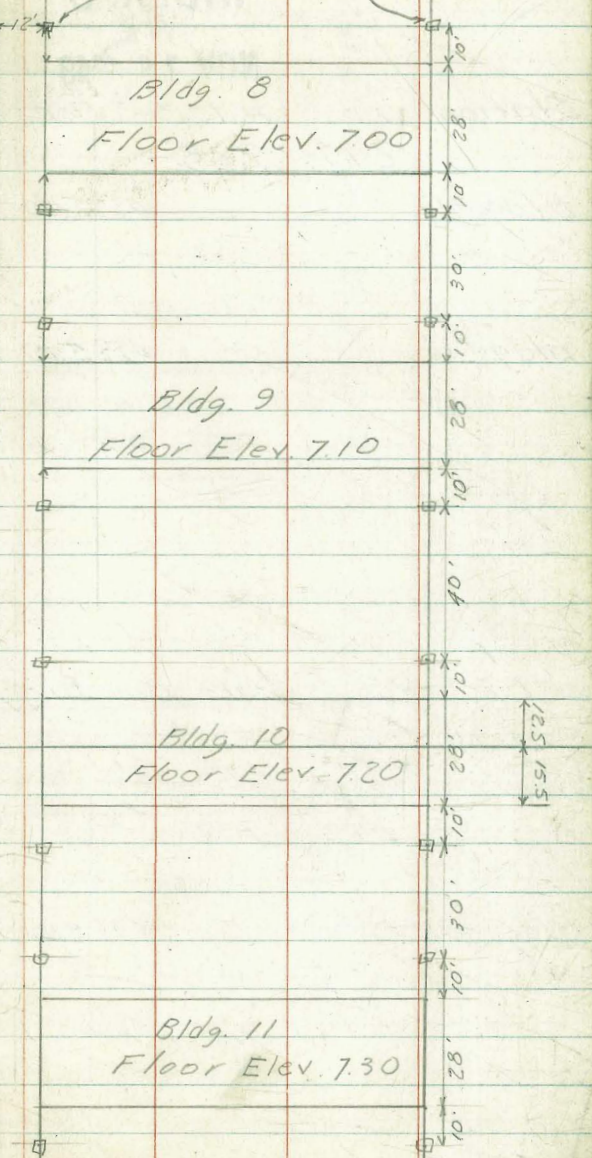 12'
10'
Bldg. 8
28'
Floor Elev. 7.00
10'
30'
10'
Bldg. 9
28'
Floor Elev. 7.10
10'
40'
10'
12.5'
Bldg. 10
28'
Floor Elev. 7.20
15.5'
10'
30'
10'
Bldg. 11
Floor Elev. 7.30
28'
10'